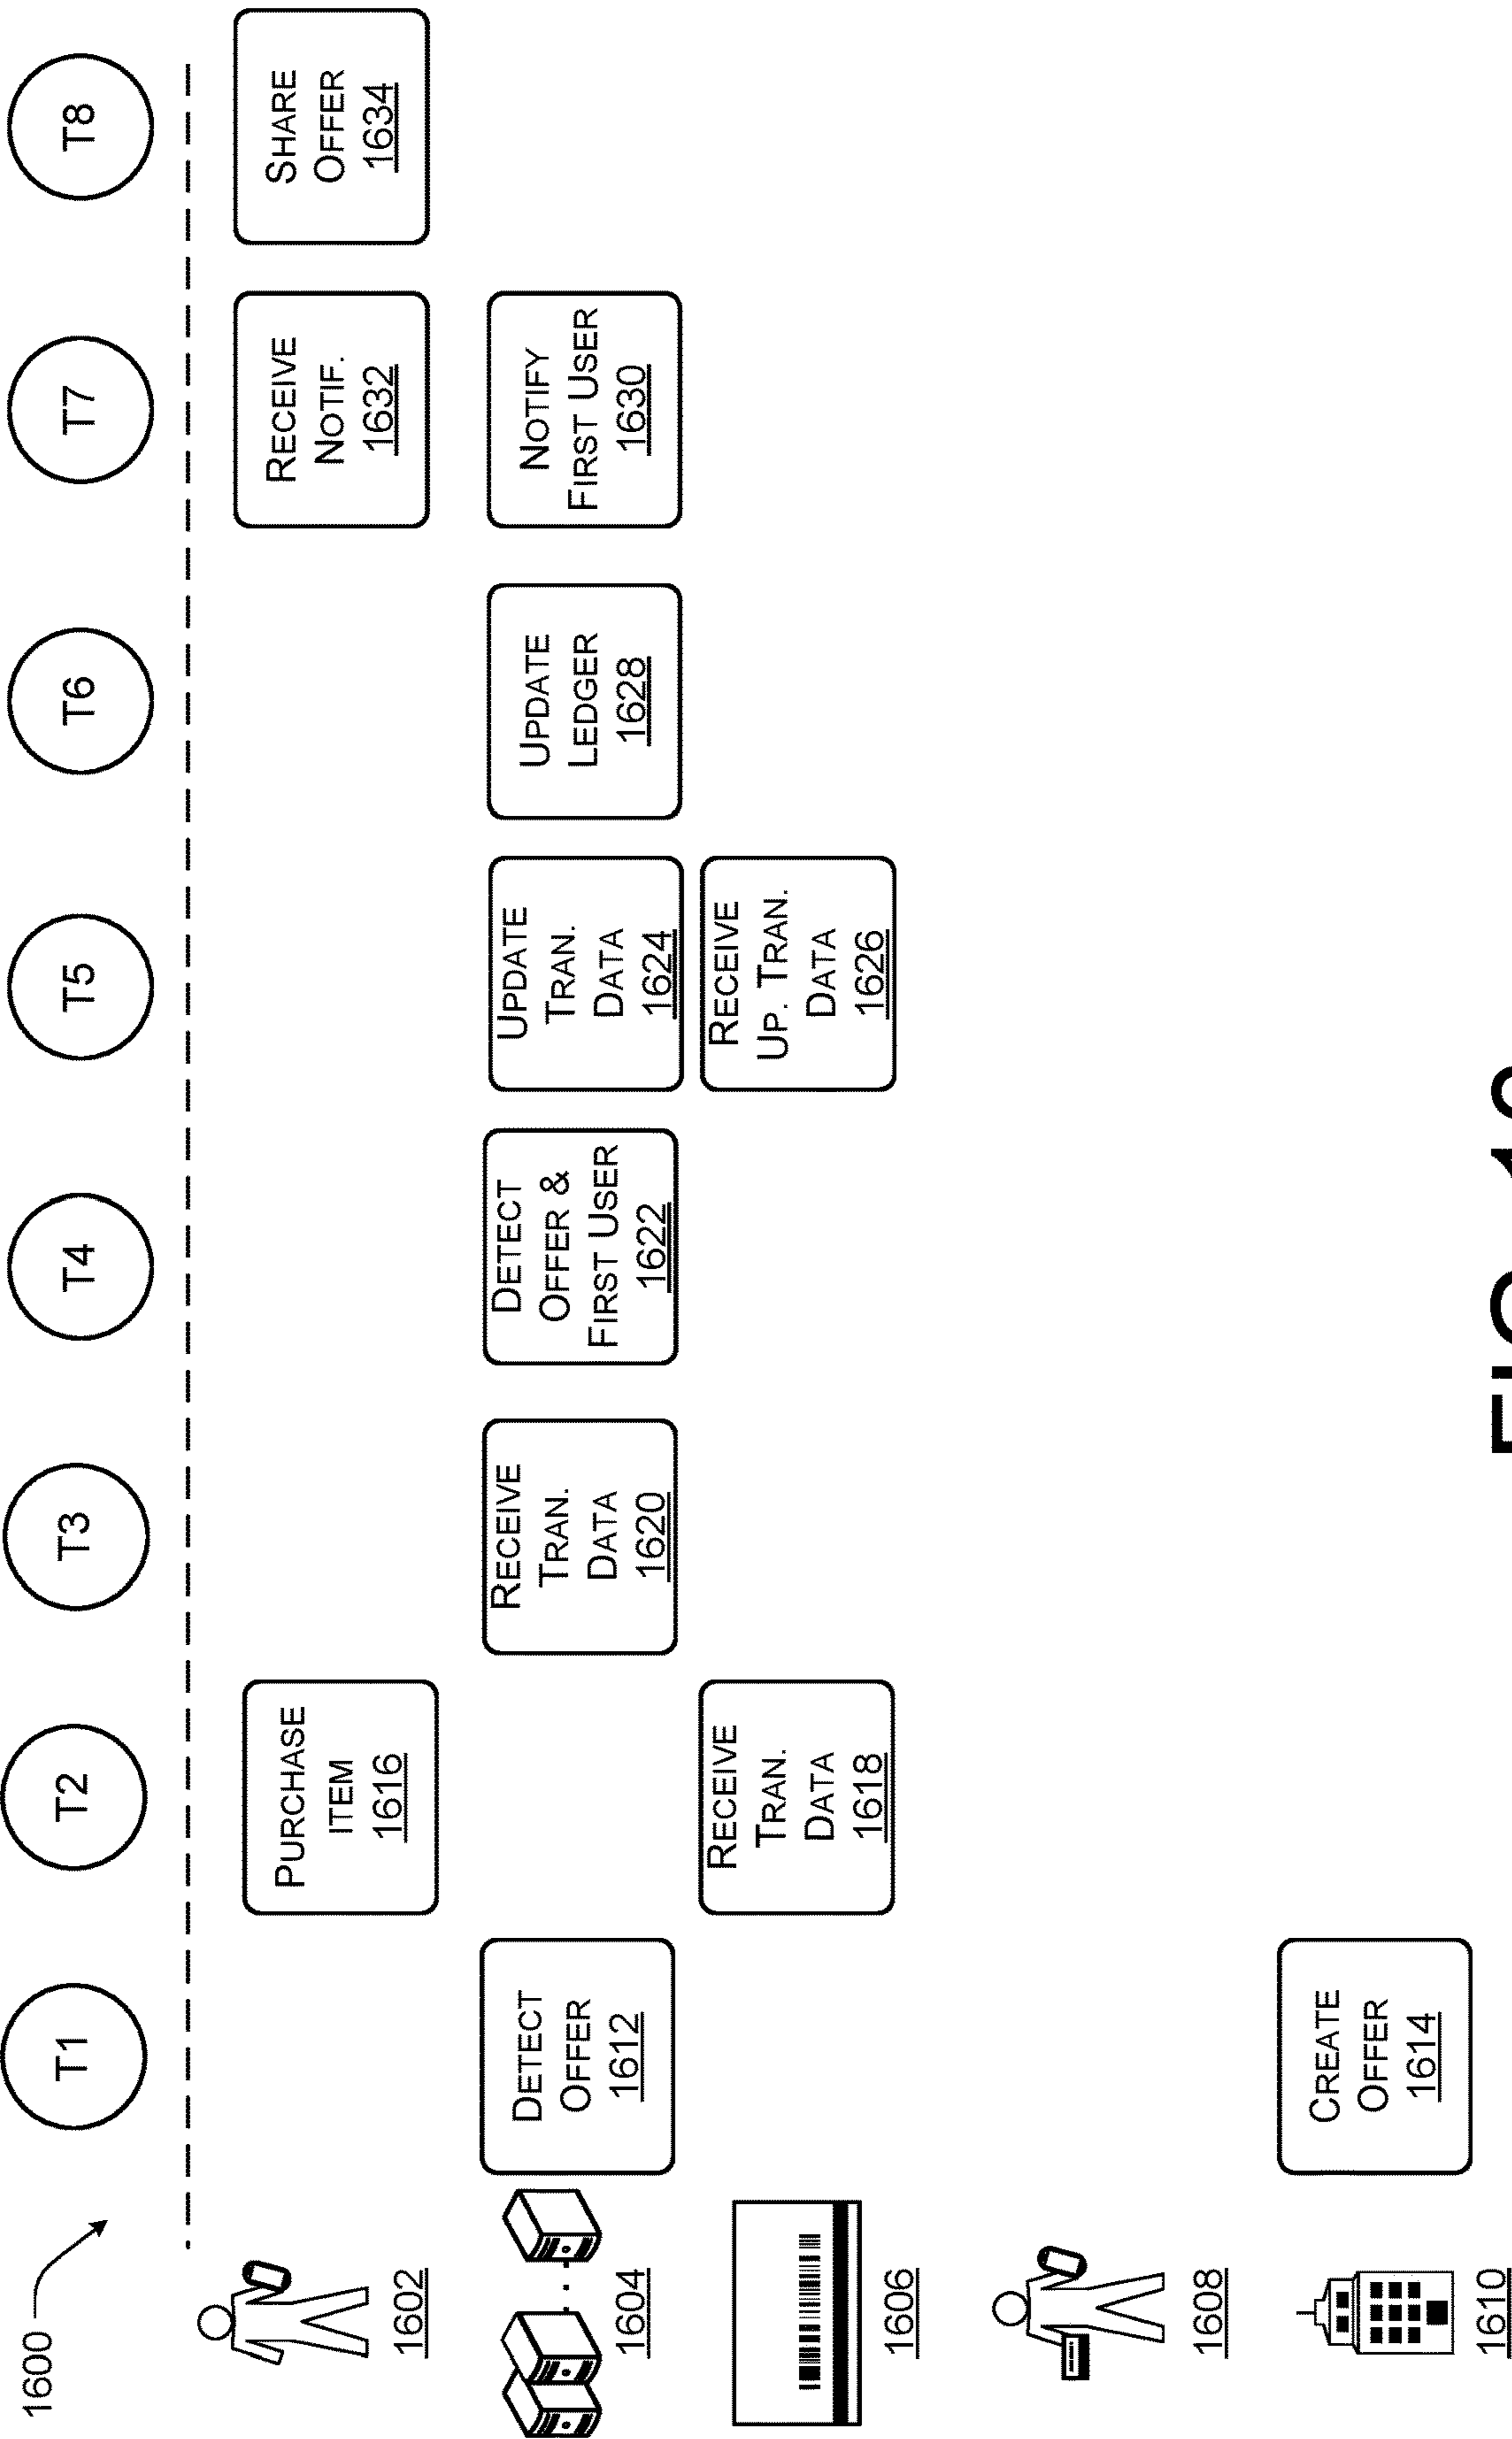 1600
T1
T2
T3
T4
T5
T6
T7
T8
1602
PURCHASE
ITEM
1616
RECEIVE
NOTIF.
1632
SHARE
OFFER
1634
1604
DETECT
OFFER
1612
RECEIVE
TRAN.
DATA
1620
DETECT
OFFER &
FIRST USER
1622
UPDATE
TRAN.
DATA
1624
UPDATE
LEDGER
1628
NOTIFY
FIRST USER
1630
1606
RECEIVE
TRAN.
DATA
1618
RECEIVE
UP. TRAN.
DATA
1626
1608
1610
CREATE
OFFER
1614